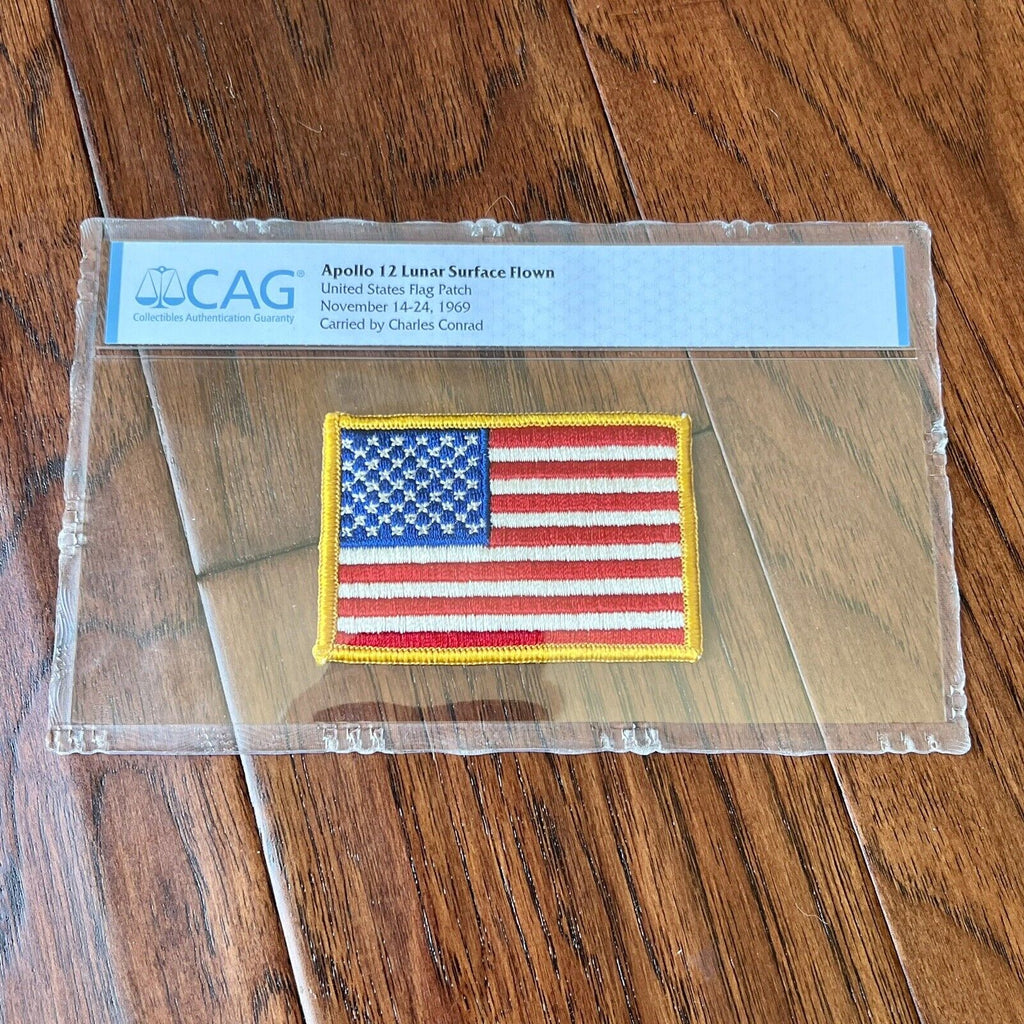 CAG®
Collectibles Authentication Guaranty
Apollo 12 Lunar Surface Flown
United States Flag Patch
November 14-24, 1969
Carried by Charles Conrad